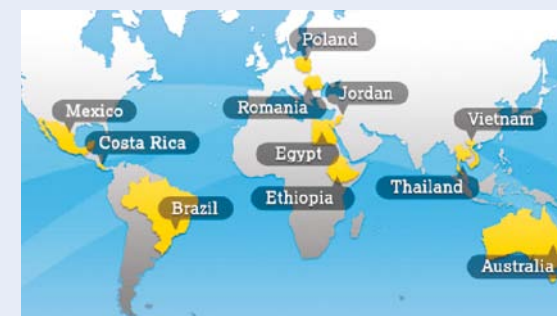 Poland
Jordan
Romania
Mexico
Vietnam
Costa Rica
Egypt
Thailand
Ethiopia
Brazil
Australia